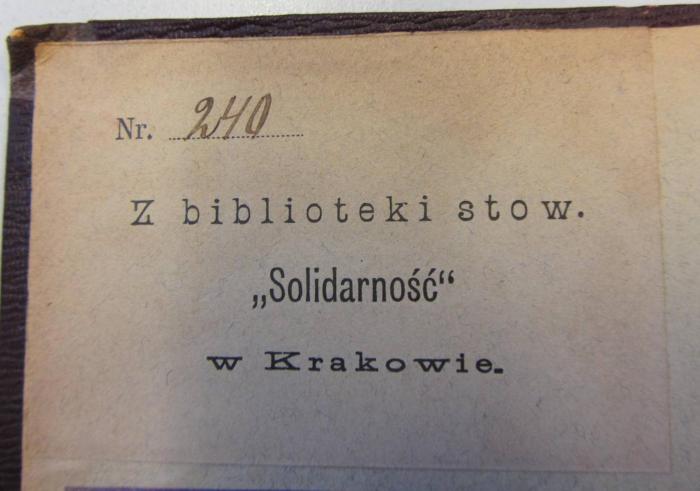 Nr. 240
Z biblioteki stow.
„Solidarność“
w Krakowie.